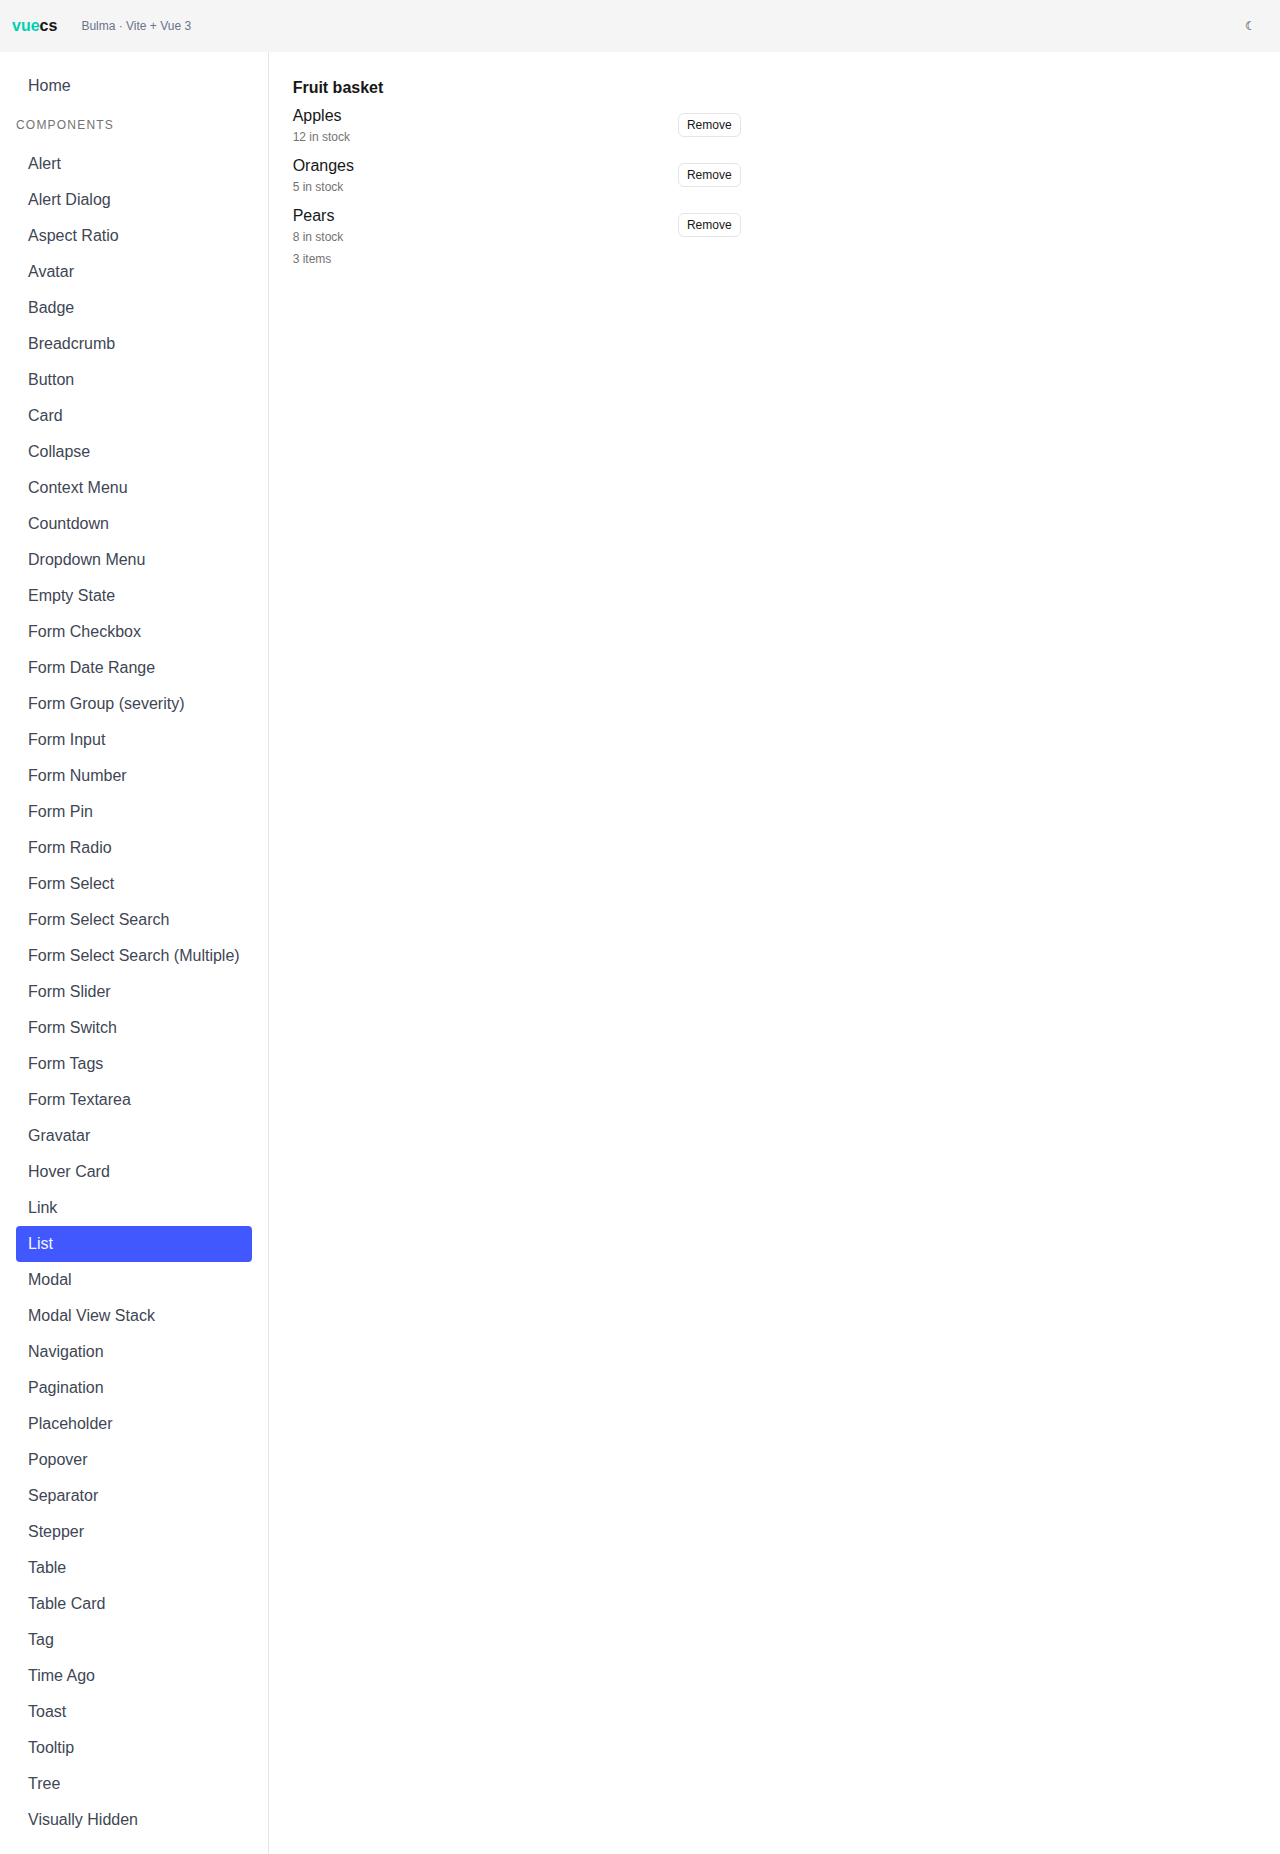 vuecs Bulma · Vite + Vue 3
Home
COMPONENTS
Alert
Alert Dialog
Aspect Ratio
Avatar
Badge
Breadcrumb
Button
Card
Collapse
Context Menu
Countdown
Dropdown Menu
Empty State
Form Checkbox
Form Date Range
Form Group (severity)
Form Input
Form Number
Form Pin
Form Radio
Form Select
Form Select Search
Form Select Search (Multiple)
Form Slider
Form Switch
Form Tags
Form Textarea
Gravatar
Hover Card
Link
List
Modal
Modal View Stack
Navigation
Pagination
Placeholder
Popover
Separator
Stepper
Table
Table Card
Tag
Time Ago
Toast
Tooltip
Tree
Visually Hidden
Fruit basket
Apples
12 in stock
Remove
Oranges
5 in stock
Remove
Pears
8 in stock
Remove
3 items